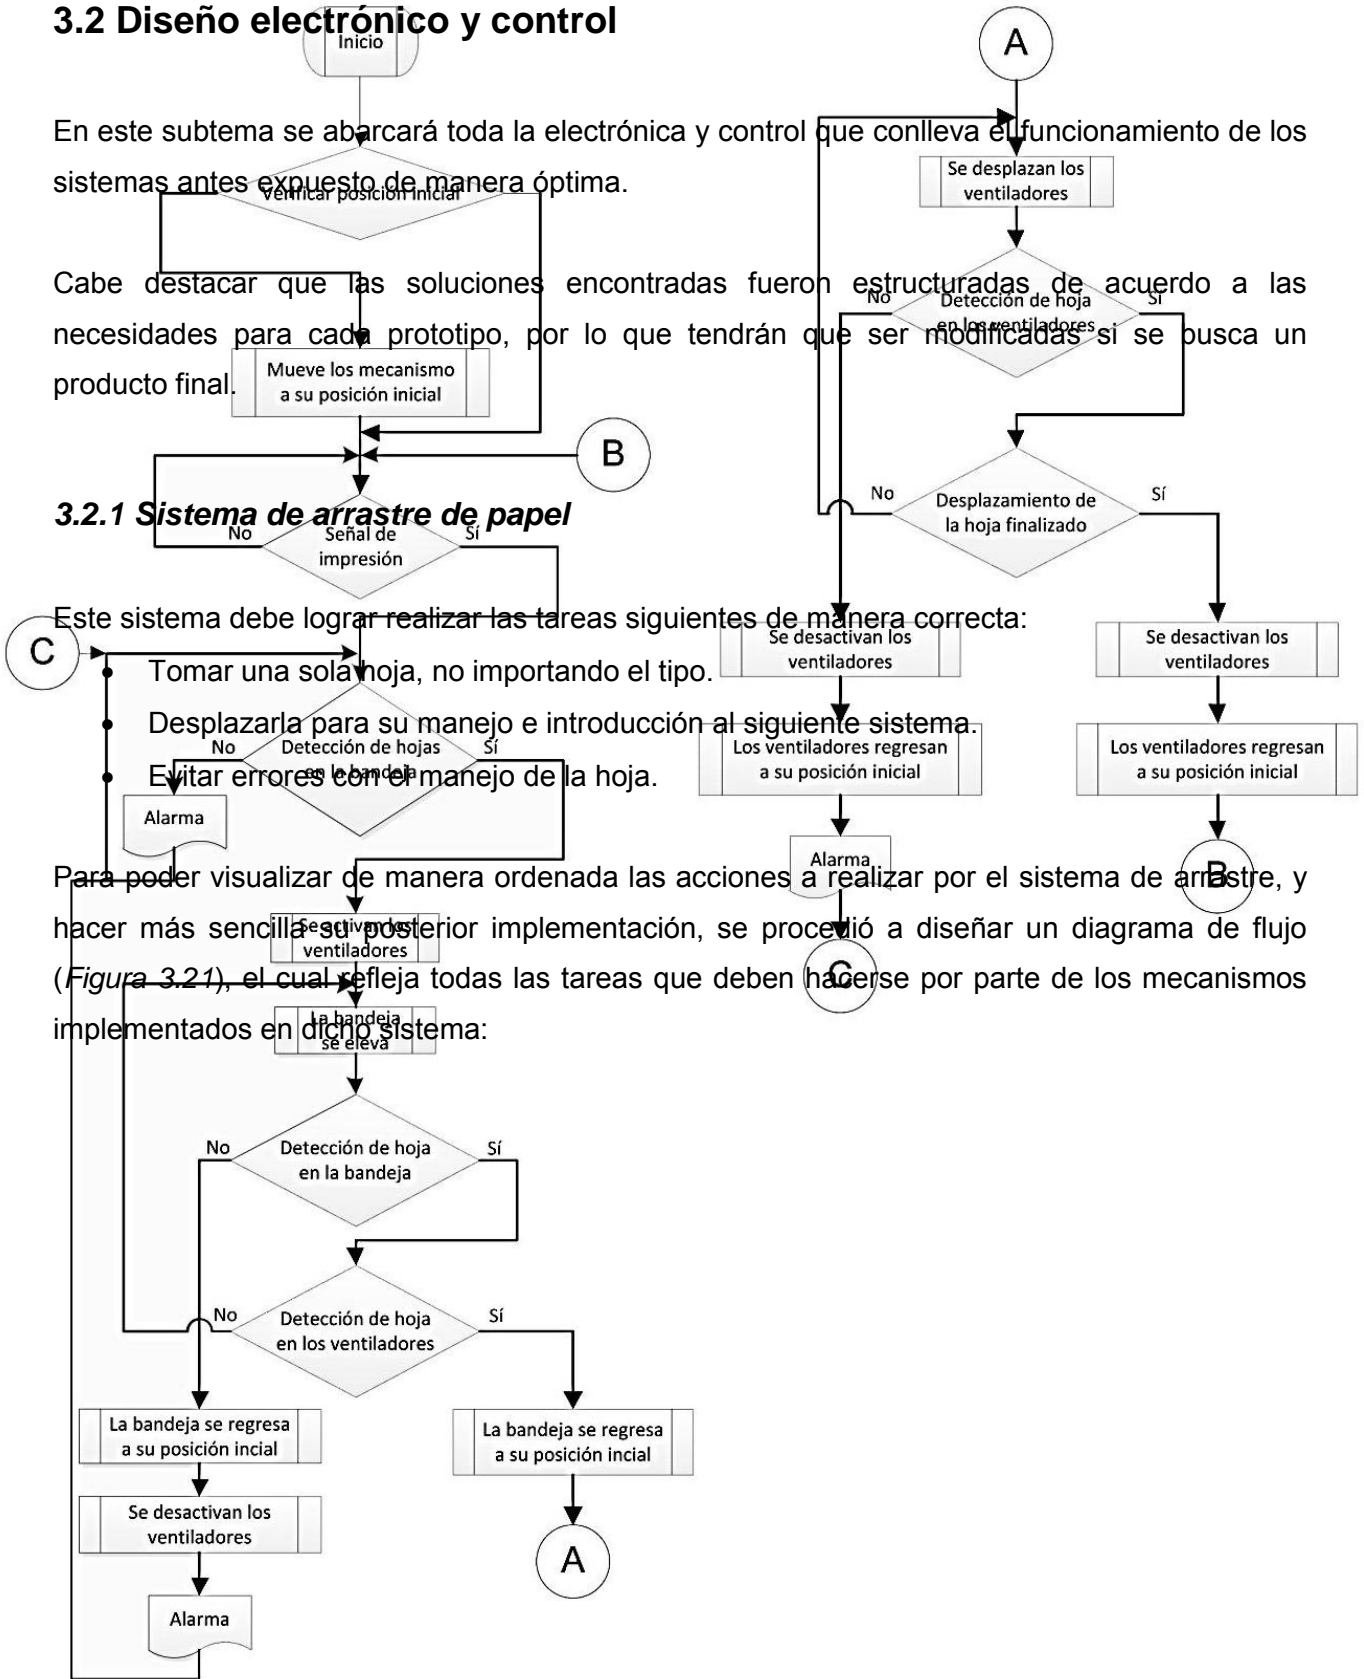 3.2 Diseño electrónico y control
En este subtema se abarcará toda la electrónica y control que conlleva el funcionamiento de los
sistemas antes expuesto de manera óptima.
Cabe destacar que las soluciones encontradas fueron estructuradas de acuerdo a las
necesidades para cada prototipo, por lo que tendrán que ser modificadas si se busca un
producto final.
3.2.1 Sistema de arrastre de papel
Este sistema debe lograr realizar las tareas siguientes de manera correcta:
• Tomar una sola hoja, no importando el tipo.
• Desplazarla para su manejo e introducción al siguiente sistema.
• Evitar errores con el manejo de la hoja.
Para poder visualizar de manera ordenada las acciones a realizar por el sistema de arrastre, y
hacer más sencilla su posterior implementación, se procedió a diseñar un diagrama de flujo
(Figura 3.21), el cual refleja todas las tareas que deben hacerse por parte de los mecanismos
implementados en dicho sistema:
Inicio
Verificar posición inicial
Mueve los mecanismo
a su posición inicial
B
No
Señal de
impresión
Sí
C
No
Detección de hojas
en la bandeja
Sí
Alarma
Se activan los
ventiladores
La bandeja
se eleva
No
Detección de hoja
en la bandeja
Sí
No
Detección de hoja
en los ventiladores
Sí
La bandeja se regresa
a su posición incial
Se desactivan los
ventiladores
Alarma
La bandeja se regresa
a su posición incial
A
A
Se desplazan los
ventiladores
No
Detección de hoja
en los ventiladores
Sí
No
Desplazamiento de
la hoja finalizado
Sí
Se desactivan los
ventiladores
Los ventiladores regresan
a su posición inicial
Alarma
C
Se desactivan los
ventiladores
Los ventiladores regresan
a su posición inicial
B